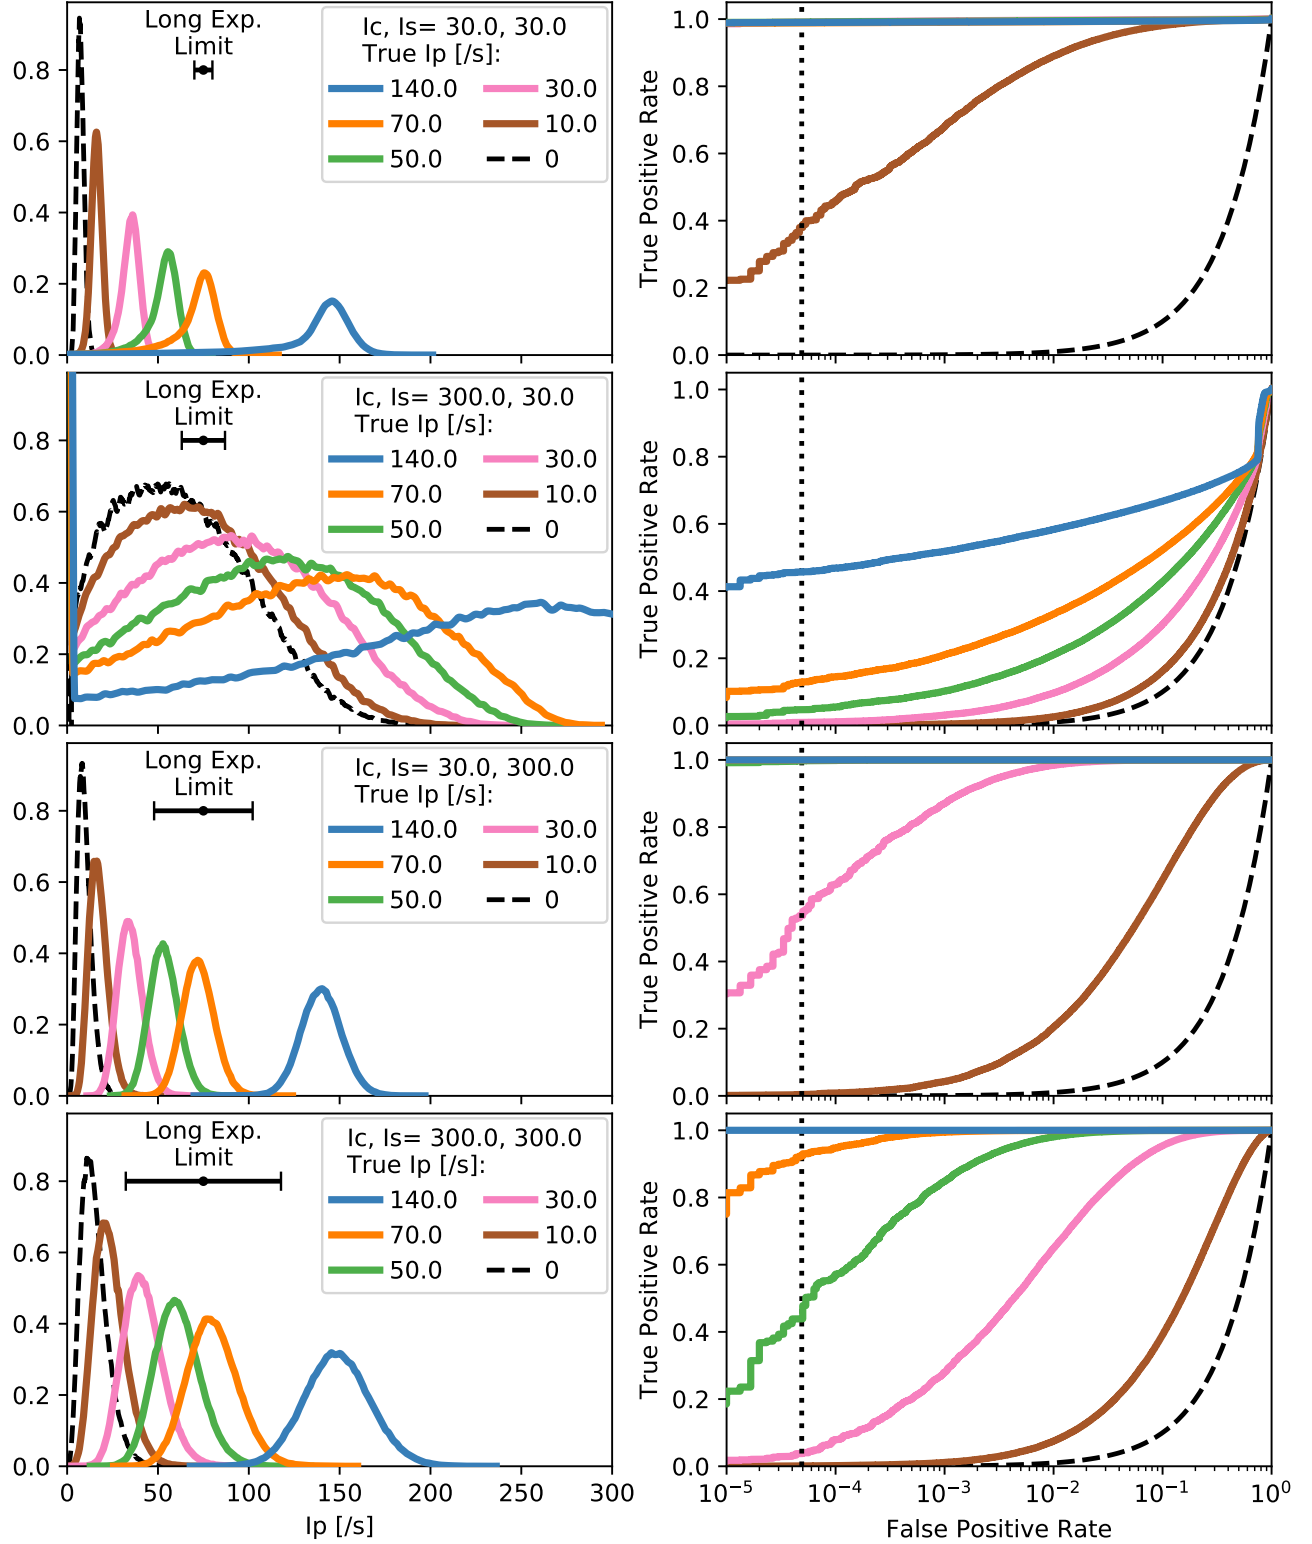 Long Exp.
Limit
Ic, Is= 30.0, 30.0
True Ip [/s]:
140.0 30.0
70.0 10.0
50.0 0
0.8
0.6
0.4
0.2
0.0
True Positive Rate
1.0
0.8
0.6
0.4
0.2
0.0
Long Exp.
Limit
Ic, Is= 300.0, 30.0
True Ip [/s]:
140.0 30.0
70.0 10.0
50.0 0
0.8
0.6
0.4
0.2
0.0
True Positive Rate
1.0
0.8
0.6
0.4
0.2
0.0
Long Exp.
Limit
Ic, Is= 30.0, 300.0
True Ip [/s]:
140.0 30.0
70.0 10.0
50.0 0
0.8
0.6
0.4
0.2
0.0
True Positive Rate
1.0
0.8
0.6
0.4
0.2
0.0
Long Exp.
Limit
Ic, Is= 300.0, 300.0
True Ip [/s]:
140.0 30.0
70.0 10.0
50.0 0
0.8
0.6
0.4
0.2
0.0
0 50 100 150 200 250 300
Ip [/s]
True Positive Rate
1.0
0.8
0.6
0.4
0.2
0.0
10⁻⁵ 10⁻⁴ 10⁻³ 10⁻² 10⁻¹ 10⁰
False Positive Rate